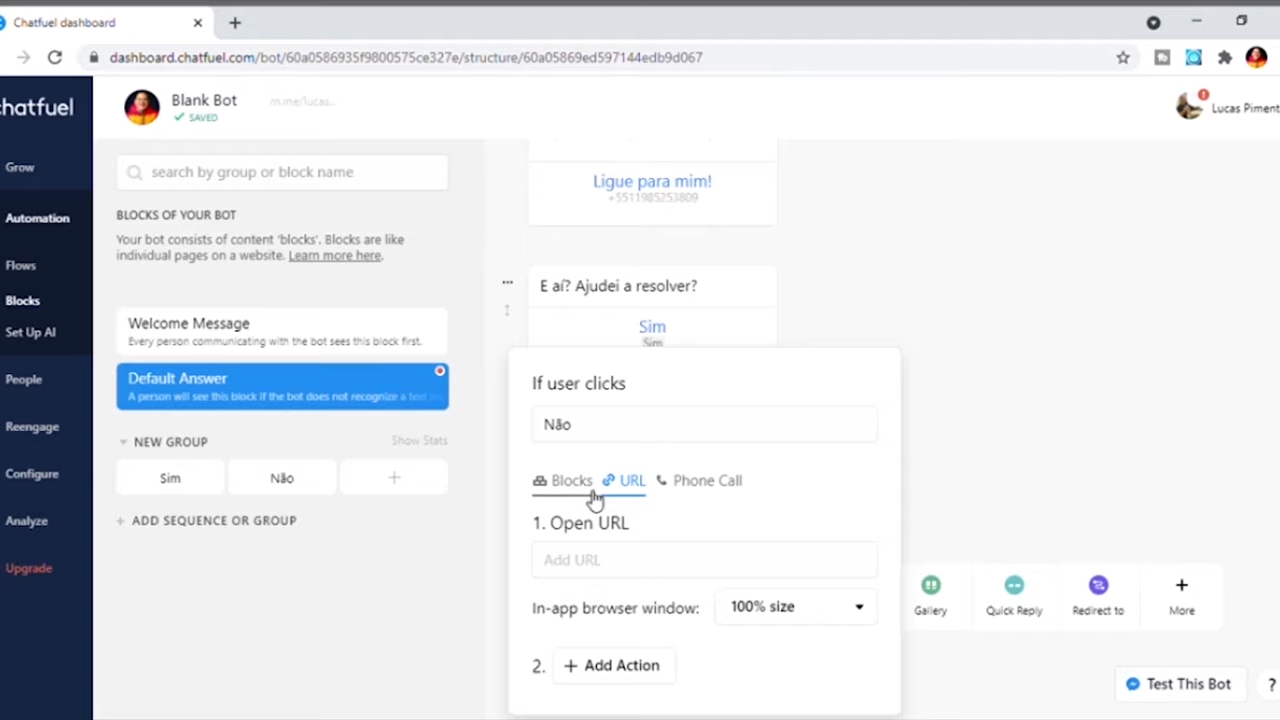 Chatfuel dashboard
dashboard.chatfuel.com/bot/60a0586935f9800575ce327e/structure/60a05869ed597144edb9d067
chatfuel
Blank Bot
m.me/lucas..
SAVED
Lucas Piment
Grow
Automation
Flows
Blocks
Set Up AI
People
Reengage
Configure
Analyze
Upgrade
search by group or block name
BLOCKS OF YOUR BOT
Your bot consists of content 'blocks'. Blocks are like
individual pages on a website. Learn more here.
Welcome Message
Every person communicating with the bot sees this block first.
Default Answer
A person will see this block if the bot does not recognize a text
NEW GROUP
Show Stats
Sim
Não
+
+ ADD SEQUENCE OR GROUP
Ligue para mim!
+5511985253809
E aí? Ajudei a resolver?
Sim
Sim
If user clicks
Não
Blocks
URL
Phone Call
1. Open URL
Add URL
In-app browser window:
100% size
2.
+ Add Action
Gallery
Quick Reply
Redirect to
More
Test This Bot
?